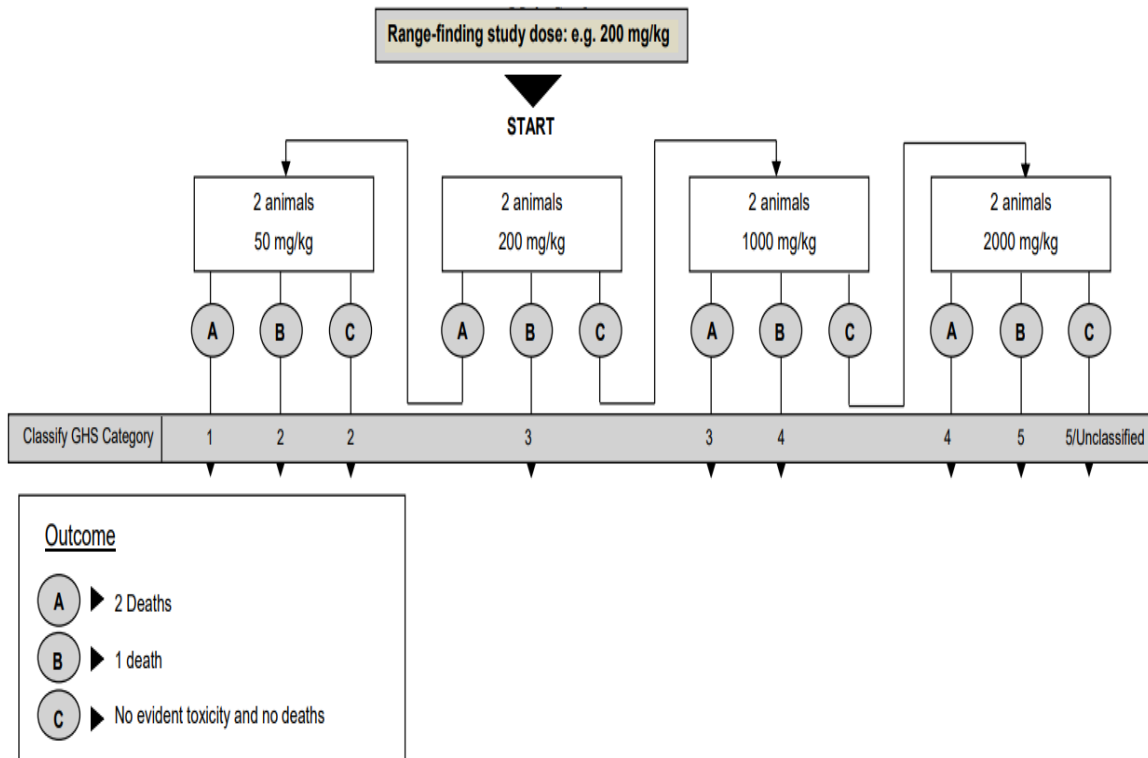 Range-finding study dose: e.g. 200 mg/kg
START
2 animals
50 mg/kg
2 animals
200 mg/kg
2 animals
1000 mg/kg
2 animals
2000 mg/kg
A
B
C
A
B
C
A
B
C
A
B
C
Classify GHS Category 1 2 2 3 3 4 4 5 5/Unclassified
Outcome
A 2 Deaths
B 1 death
C No evident toxicity and no deaths